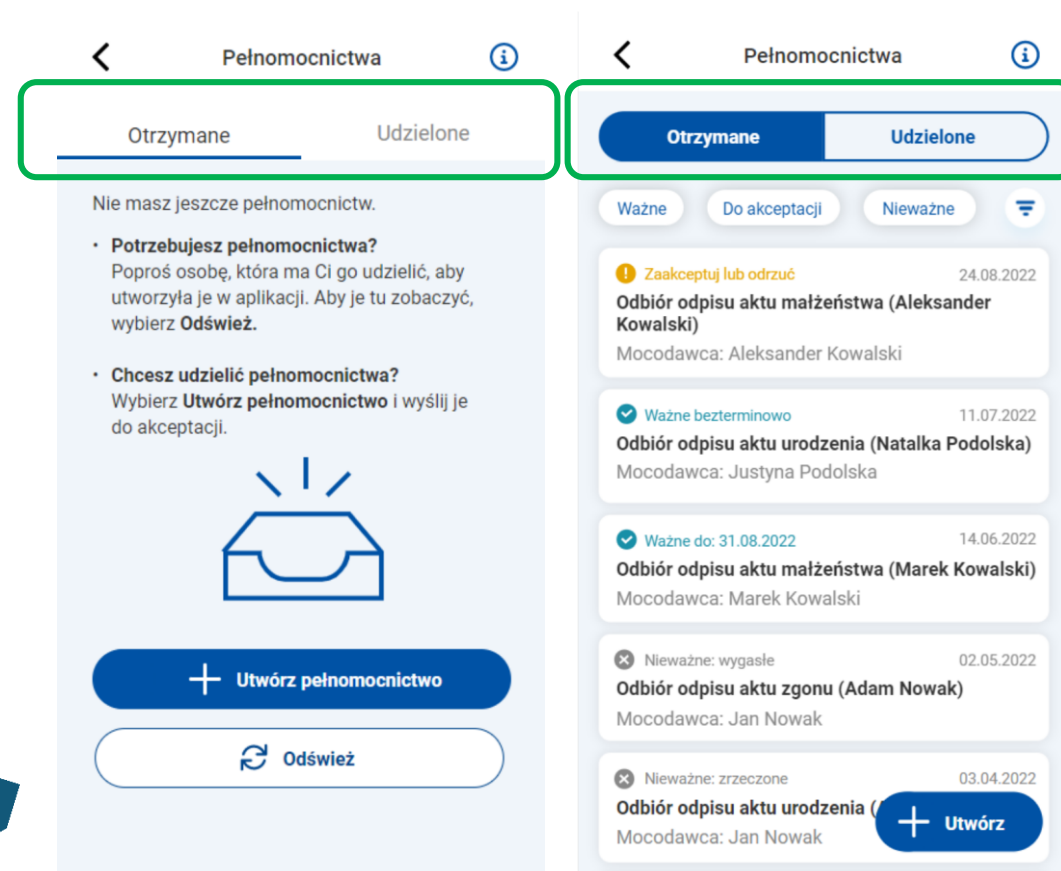 Pełnomocnictwa
Otrzymane
Udzielone
Nie masz jeszcze pełnomocnictw.
• Potrzebujesz pełnomocnictwa?
Poproś osobę, która ma Ci go udzielić, aby
utworzyła je w aplikacji. Aby je tu zobaczyć,
wybierz Odśwież.
• Chcesz udzielić pełnomocnictwa?
Wybierz Utwórz pełnomocnictwo i wyślij je
do akceptacji.
Utwórz pełnomocnictwo
Odśwież
Pełnomocnictwa
Otrzymane
Udzielone
Ważne
Do akceptacji
Nieważne
Zaakceptuj lub odrzuć
24.08.2022
Odbiór odpisu aktu małżeństwa (Aleksander
Kowalski)
Mocodawca: Aleksander Kowalski
Ważne bezterminowo
11.07.2022
Odbiór odpisu aktu urodzenia (Natalka Podolska)
Mocodawca: Justyna Podolska
Ważne do: 31.08.2022
14.06.2022
Odbiór odpisu aktu małżeństwa (Marek Kowalski)
Mocodawca: Marek Kowalski
Nieważne: wygasłe
02.05.2022
Odbiór odpisu aktu zgonu (Adam Nowak)
Mocodawca: Jan Nowak
Nieważne: zrzeczone
03.04.2022
Odbiór odpisu aktu urodzenia (
Mocodawca: Jan Nowak
Utwórz